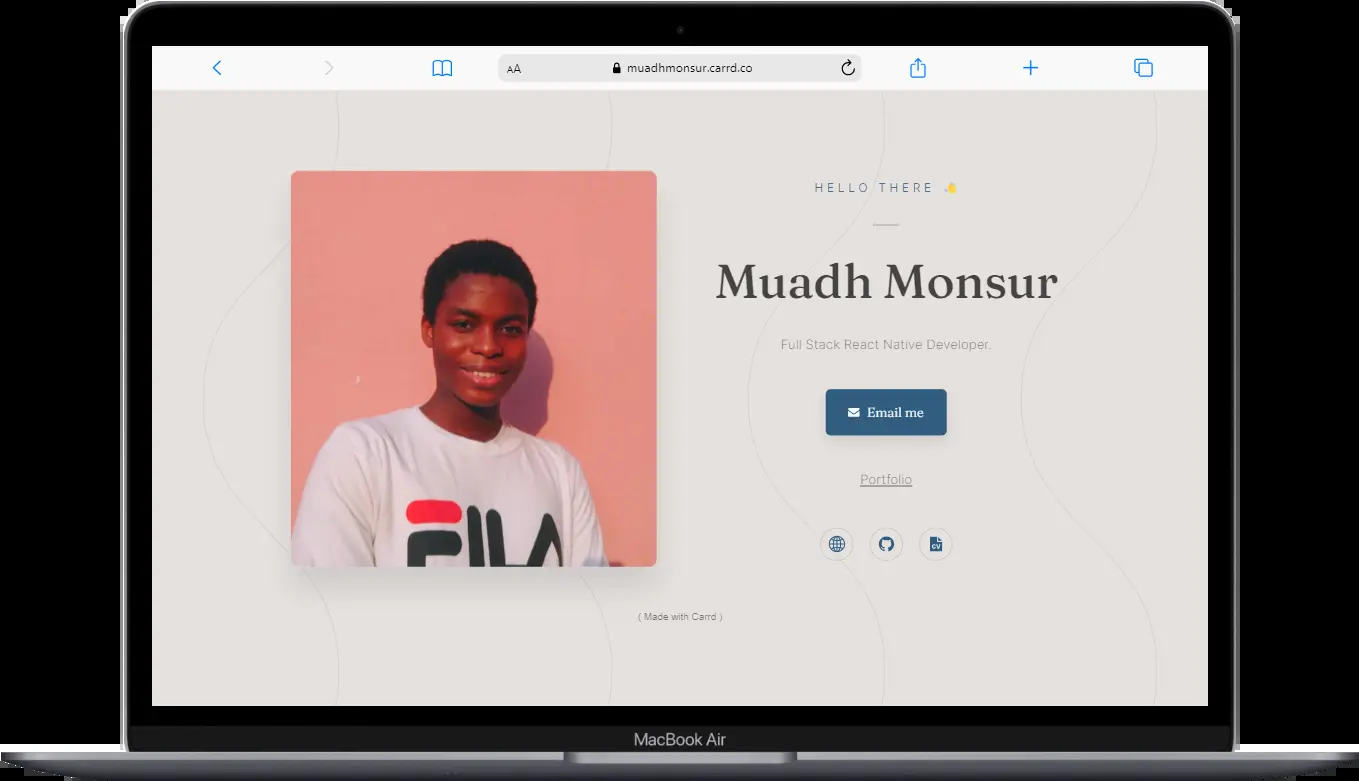 AA
muadhmonsur.carrd.co
HELLO THERE 👋
Muadh Monsur
Full Stack React Native Developer.
Email me
Portfolio
CV
FILA
( Made with Carrd )
MacBook Air